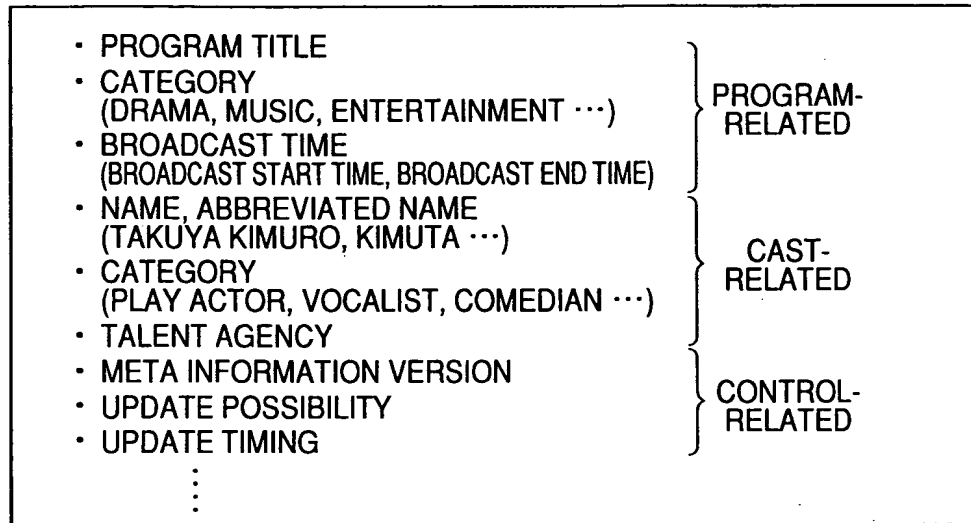 · PROGRAM TITLE
· CATEGORY
(DRAMA, MUSIC, ENTERTAINMENT ···)
· BROADCAST TIME
(BROADCAST START TIME, BROADCAST END TIME)
PROGRAM-
RELATED
· NAME, ABBREVIATED NAME
(TAKUYA KIMURO, KIMUTA ···)
· CATEGORY
(PLAY ACTOR, VOCALIST, COMEDIAN ···)
· TALENT AGENCY
CAST-
RELATED
· META INFORMATION VERSION
· UPDATE POSSIBILITY
· UPDATE TIMING
CONTROL-
RELATED